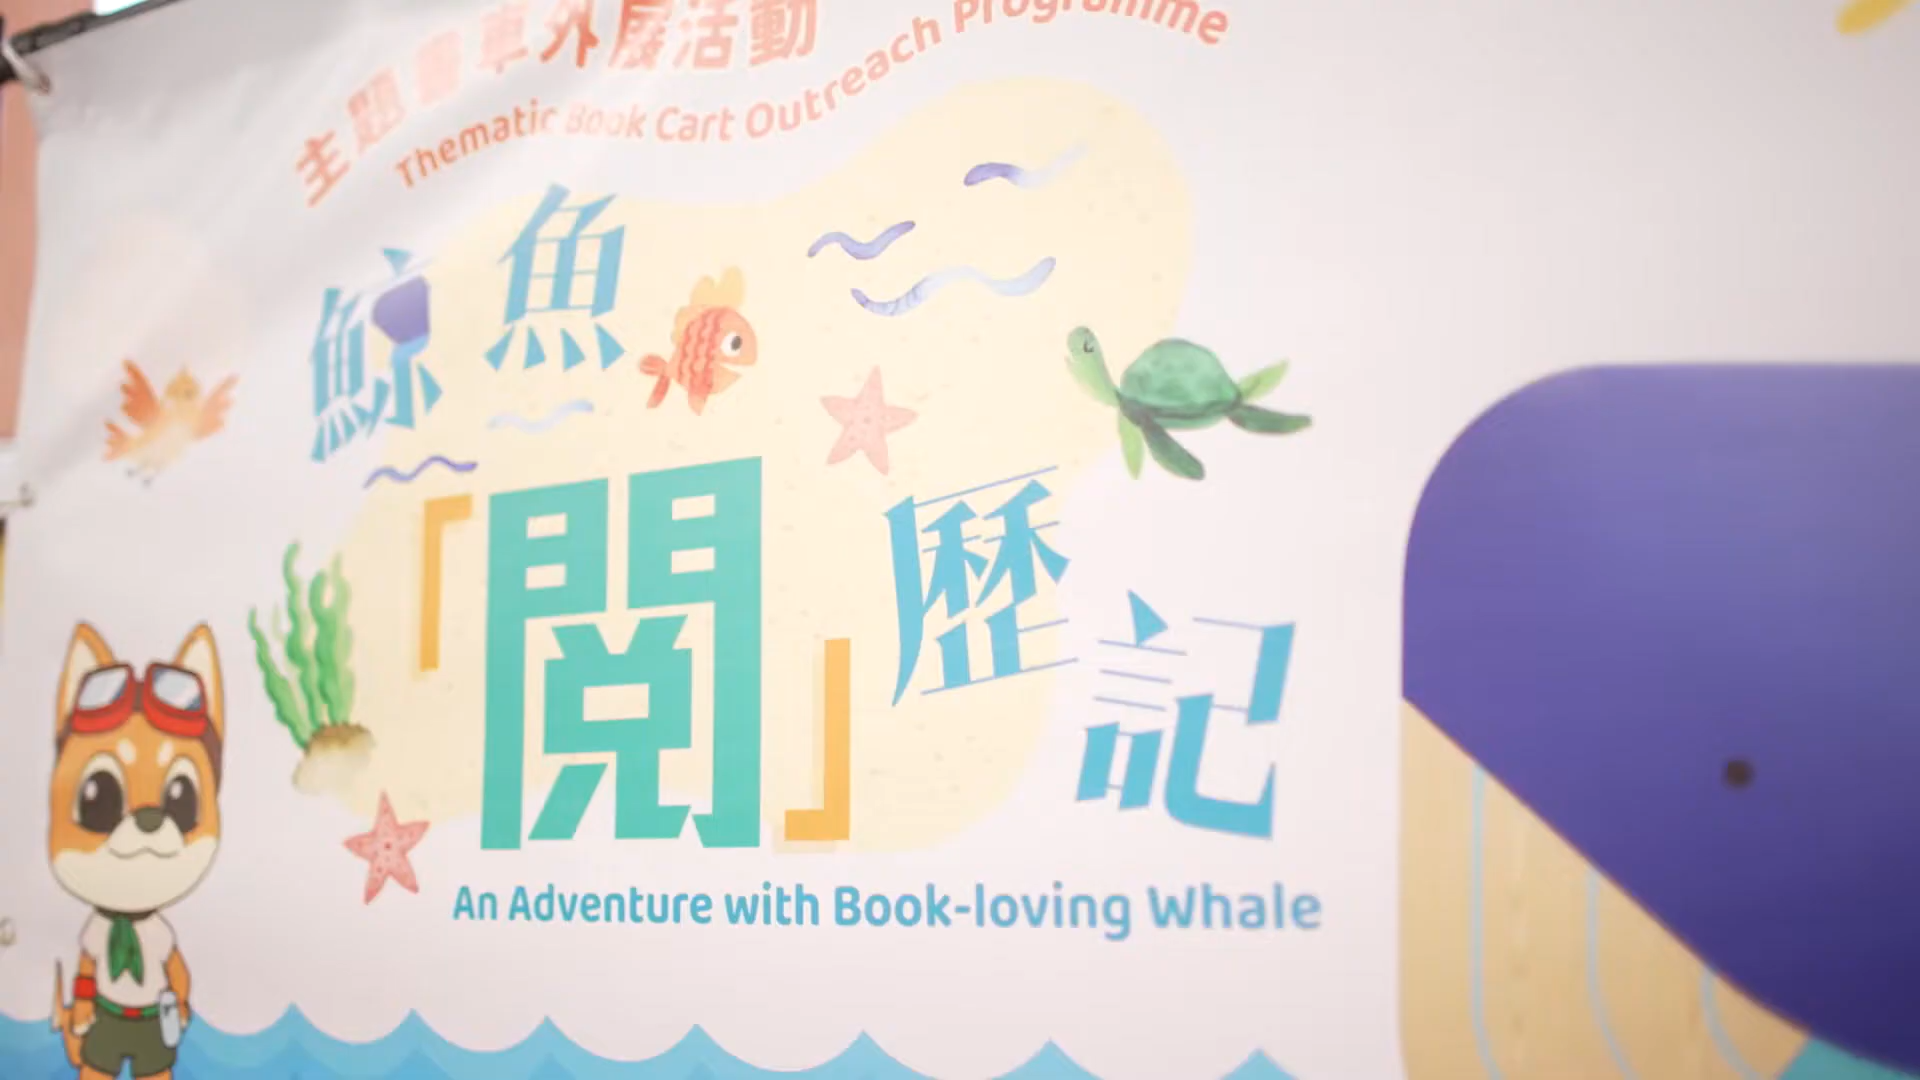 主題書車外展活動
Thematic Book Cart Outreach Programme
鯨魚
「閱」歷記
An Adventure with Book-loving Whale